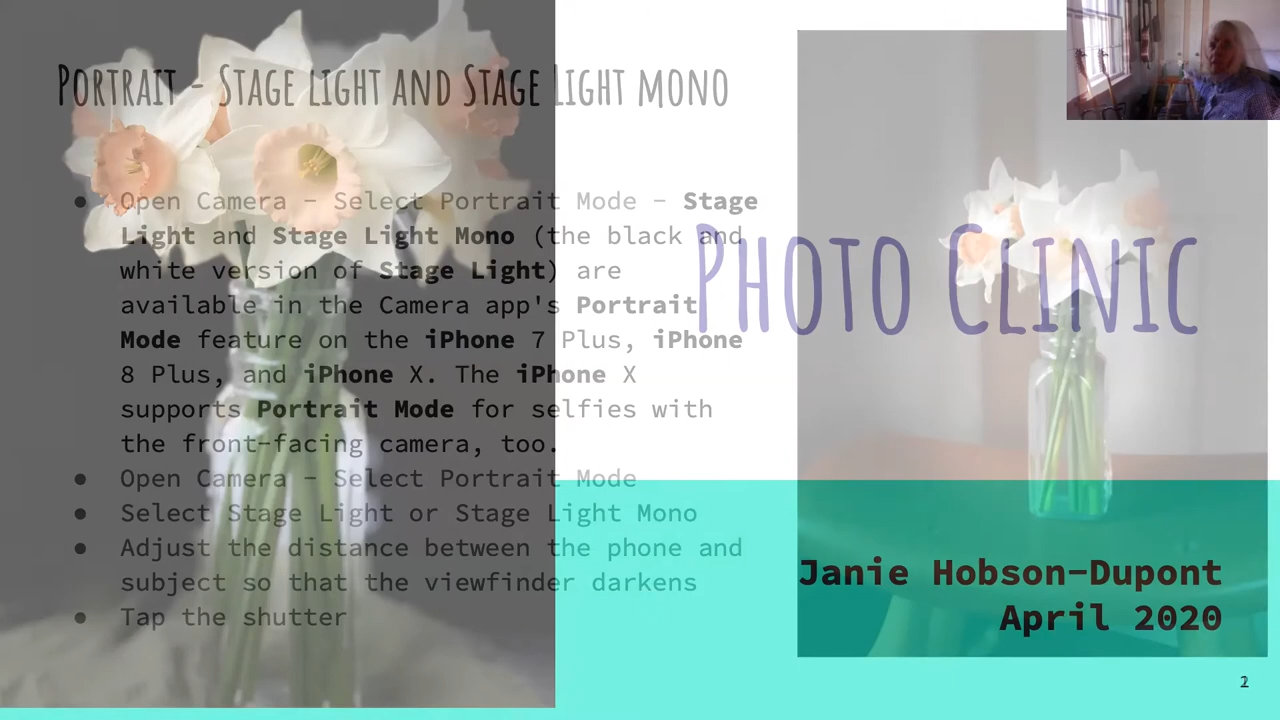 Portrait - Stage light and Stage Light mono
● Open Camera - Select Portrait Mode - Stage
Light and Stage Light Mono (the black and
white version of Stage Light) are
available in the Camera app's Portrait
Mode feature on the iPhone 7 Plus, iPhone
8 Plus, and iPhone X. The iPhone X
supports Portrait Mode for selfies with
the front-facing camera, too.
● Open Camera - Select Portrait Mode
● Select Stage Light or Stage Light Mono
● Adjust the distance between the phone and
subject so that the viewfinder darkens
● Tap the shutter
Photo Clinic
Janie Hobson-Dupont
April 2020